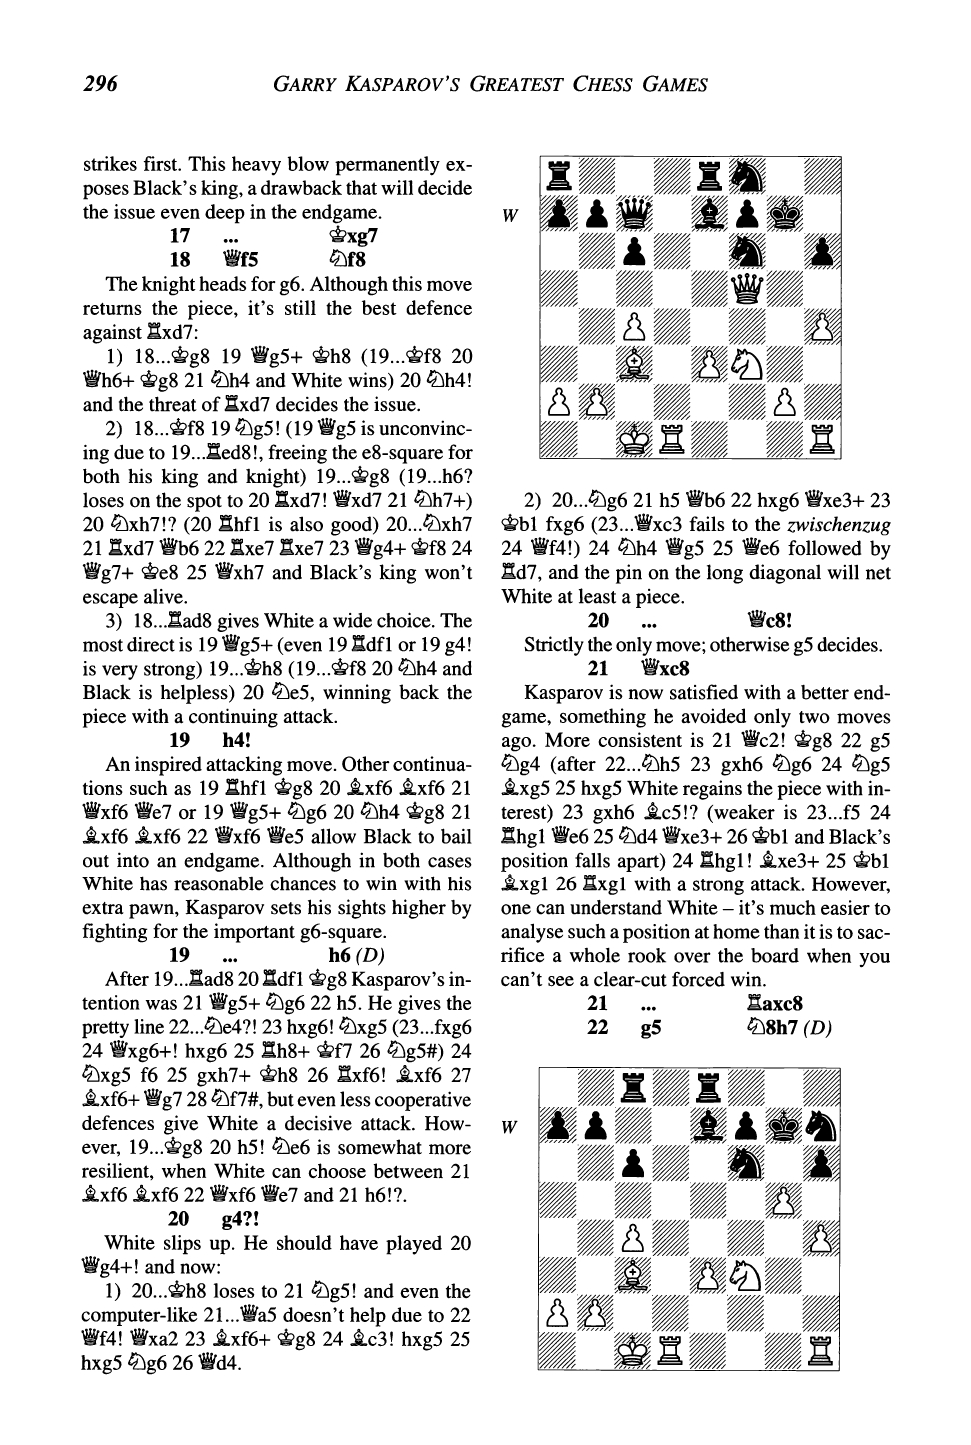 296
GARRY KASPAROV'S GREATEST CHESS GAMES
strikes first. This heavy blow permanently ex-
poses Black's king, a drawback that will decide
the issue even deep in the endgame.
17 ... ♔xg7
18 ♕f5 ♘f8
The knight heads for g6. Although this move
returns the piece, it's still the best defence
against ♖xd7:
1) 18...♔g8 19 ♕g5+ ♔h8 (19...♔f8 20
♕h6+ ♔g8 21 ♘h4 and White wins) 20 ♘h4!
and the threat of ♖xd7 decides the issue.
2) 18...♔f8 19 ♘g5! (19 ♕g5 is unconvinc-
ing due to 19...♖ed8!, freeing the e8-square for
both his king and knight) 19...♔g8 (19...h6?
loses on the spot to 20 ♖xd7! ♕xd7 21 ♘h7+)
20 ♘xh7!? (20 ♖hf1 is also good) 20...♘xh7
21 ♖xd7 ♕b6 22 ♖xe7 ♖xe7 23 ♕g4+ ♔f8 24
♕g7+ ♔e8 25 ♕xh7 and Black's king won't
escape alive.
3) 18...♖ad8 gives White a wide choice. The
most direct is 19 ♕g5+ (even 19 ♖df1 or 19 g4!
is very strong) 19...♔h8 (19...♔f8 20 ♘h4 and
Black is helpless) 20 ♘e5, winning back the
piece with a continuing attack.
19 h4!
An inspired attacking move. Other continua-
tions such as 19 ♖hf1 ♔g8 20 ♗xf6 ♗xf6 21
♕xf6 ♕e7 or 19 ♕g5+ ♘g6 20 ♘h4 ♔g8 21
♗xf6 ♗xf6 22 ♕xf6 ♕e5 allow Black to bail
out into an endgame. Although in both cases
White has reasonable chances to win with his
extra pawn, Kasparov sets his sights higher by
fighting for the important g6-square.
19 ... h6 (D)
After 19...♖ad8 20 ♖df1 ♔g8 Kasparov's in-
tention was 21 ♕g5+ ♘g6 22 h5. He gives the
pretty line 22...♘e4?! 23 hxg6! ♘xg5 (23...fxg6
24 ♕xg6+! hxg6 25 ♖h8+ ♔f7 26 ♘g5#) 24
♘xg5 f6 25 gxh7+ ♔h8 26 ♖xf6! ♗xf6 27
♗xf6+ ♕g7 28 ♘f7#, but even less cooperative
defences give White a decisive attack. How-
ever, 19...♔g8 20 h5! ♘e6 is somewhat more
resilient, when White can choose between 21
♗xf6 ♗xf6 22 ♕xf6 ♕e7 and 21 h6!?.
20 g4?!
White slips up. He should have played 20
♕g4+! and now:
1) 20...♔h8 loses to 21 ♘g5! and even the
computer-like 21...♕a5 doesn't help due to 22
♕f4! ♕xa2 23 ♗xf6+ ♔g8 24 ♗c3! hxg5 25
hxg5 ♘g6 26 ♕d4.
W
2) 20...♘g6 21 h5 ♕b6 22 hxg6 ♕xe3+ 23
♔b1 fxg6 (23...♕xc3 fails to the zwischenzug
24 ♕f4!) 24 ♘h4 ♕g5 25 ♕e6 followed by
♖d7, and the pin on the long diagonal will net
White at least a piece.
20 ... ♕c8!
Strictly the only move; otherwise g5 decides.
21 ♕xc8
Kasparov is now satisfied with a better end-
game, something he avoided only two moves
ago. More consistent is 21 ♕c2! ♔g8 22 g5
♘g4 (after 22...♘h5 23 gxh6 ♘g6 24 ♘g5
♗xg5 25 hxg5 White regains the piece with in-
terest) 23 gxh6 ♗c5!? (weaker is 23...f5 24
♖hg1 ♕e6 25 ♘d4 ♕xe3+ 26 ♔b1 and Black's
position falls apart) 24 ♖hg1! ♗xe3+ 25 ♔b1
♗xg1 26 ♖xg1 with a strong attack. However,
one can understand White – it's much easier to
analyse such a position at home than it is to sac-
rifice a whole rook over the board when you
can't see a clear-cut forced win.
21 ... ♖axc8
22 g5 ♘8h7 (D)
W